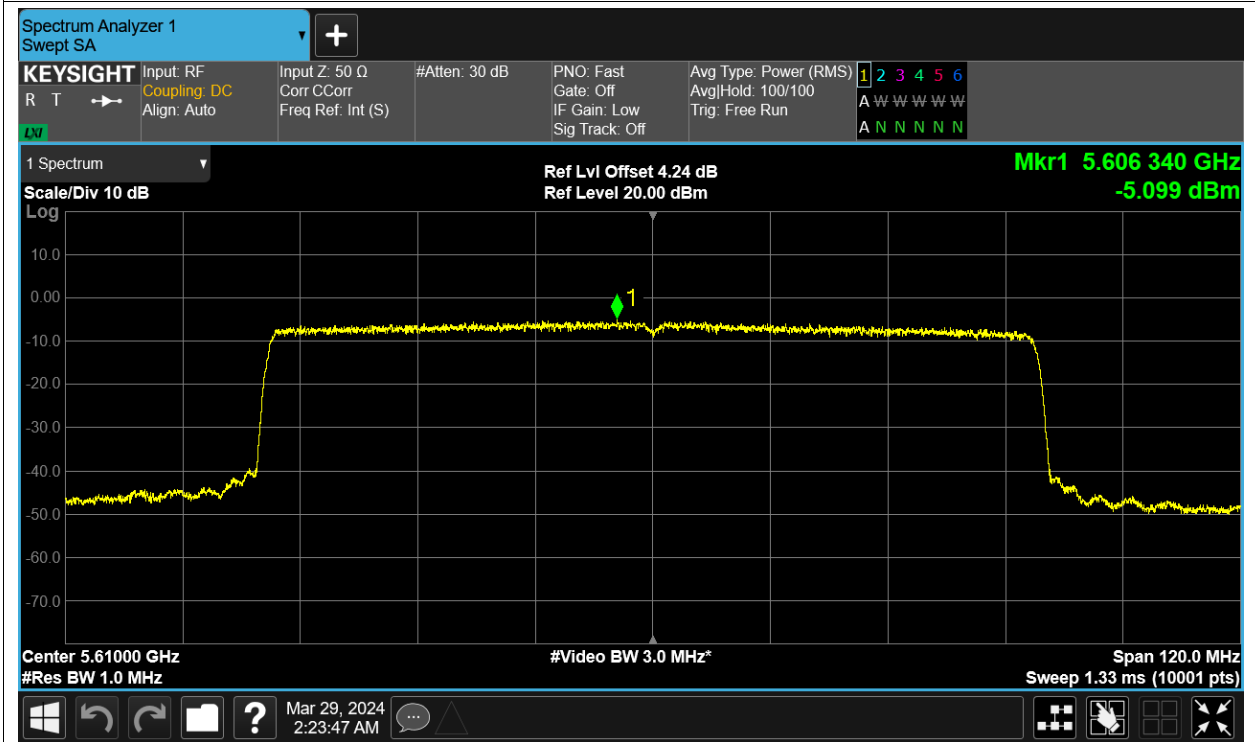 Spectrum Analyzer 1
Swept SA
KEYSIGHT
R T
LXI
Input: RF
Coupling: DC
Align: Auto
Input Z: 50 Ω
Corr CCorr
Freq Ref: Int (S)
#Atten: 30 dB
PNO: Fast
Gate: Off
IF Gain: Low
Sig Track: Off
Avg Type: Power (RMS)
Avg|Hold: 100/100
Trig: Free Run
1 2 3 4 5 6
A W W W W W
A N N N N N
1 Spectrum
Scale/Div 10 dB
Log
Ref Lvl Offset 4.24 dB
Ref Level 20.00 dBm
Mkr1 5.606 340 GHz
-5.099 dBm
10.0
0.00
1
-10.0
-20.0
-30.0
-40.0
-50.0
-60.0
-70.0
Center 5.61000 GHz
#Res BW 1.0 MHz
#Video BW 3.0 MHz*
Span 120.0 MHz
Sweep 1.33 ms (10001 pts)
?
Mar 29, 2024
2:23:47 AM